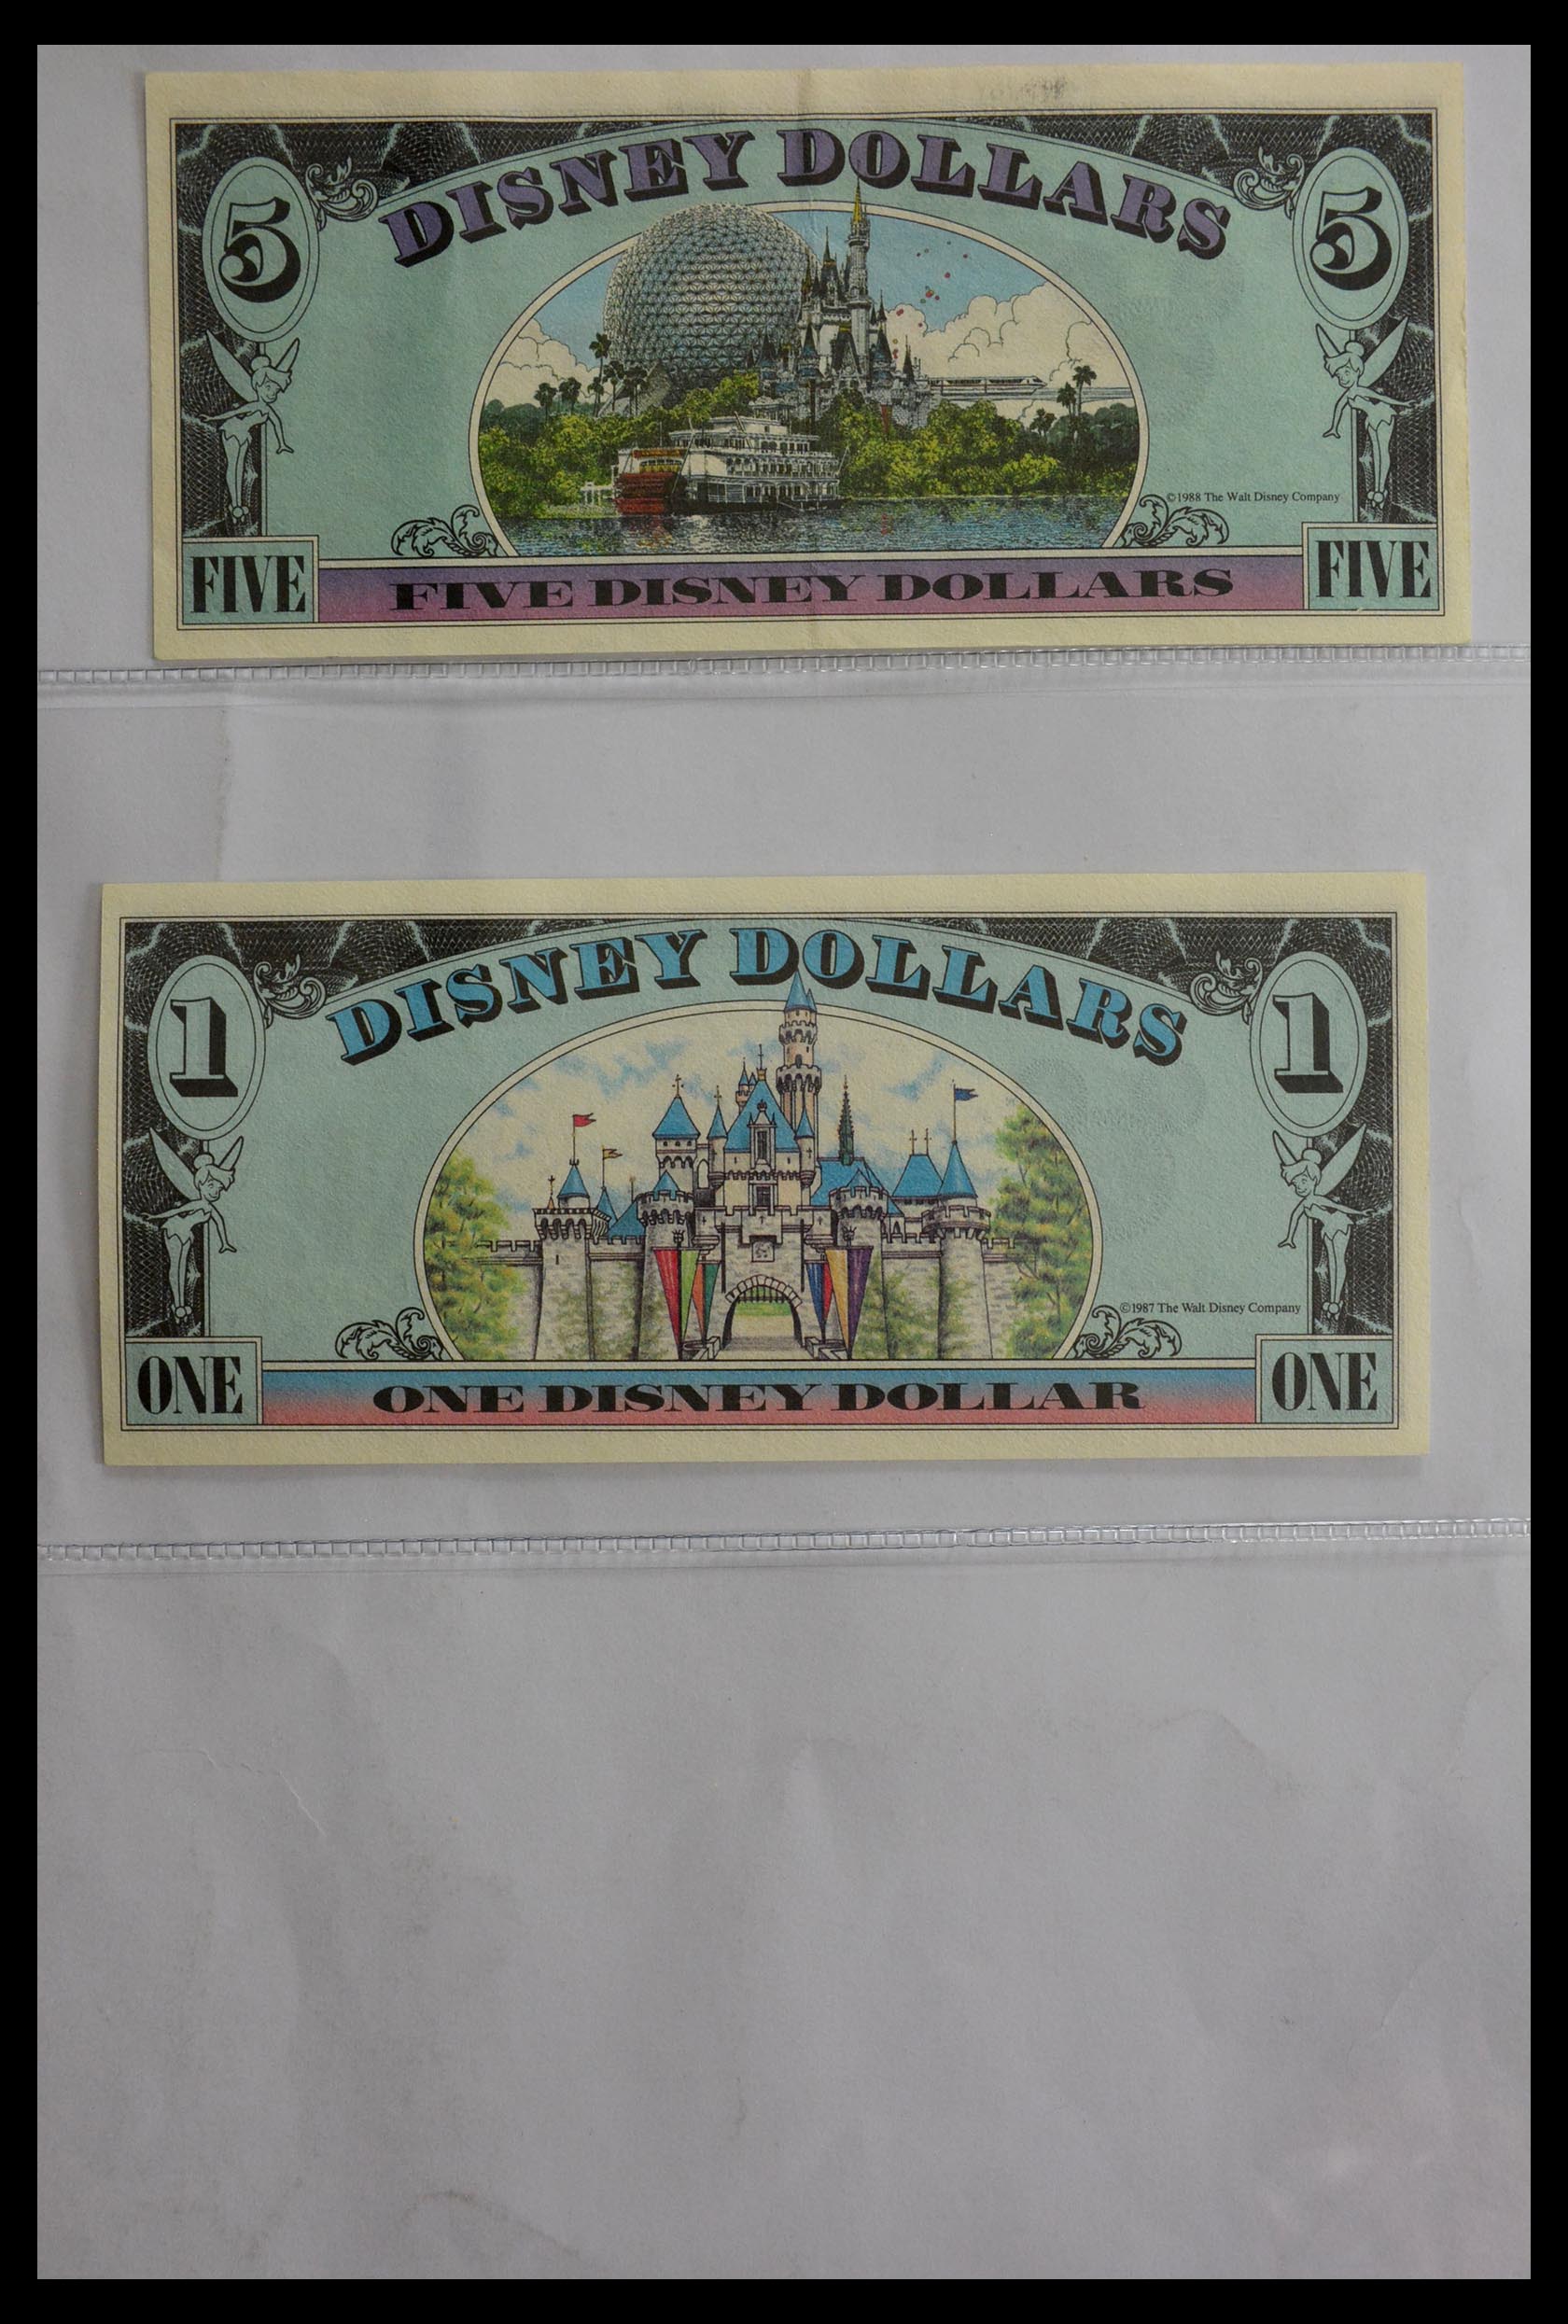 DISNEY DOLLARS
5 5
©1988 The Walt Disney Company
FIVE FIVE DISNEY DOLLARS FIVE
DISNEY DOLLARS
1 1
©1987 The Walt Disney Company
ONE ONE DISNEY DOLLAR ONE